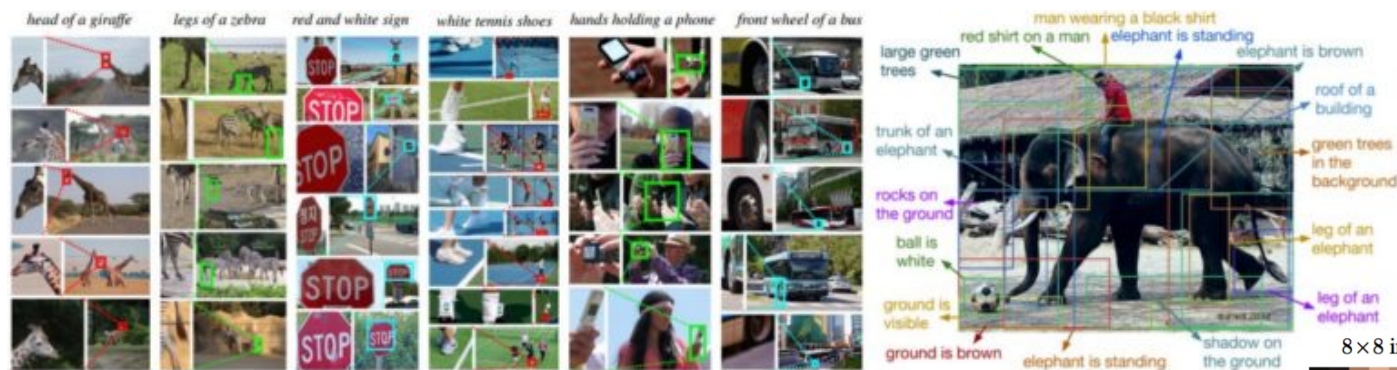 head of a giraffe
legs of a zebra
red and white sign
white tennis shoes
hands holding a phone
front wheel of a bus
STOP
STOP
STOP
정지
STOP
STOP
STOP
man wearing a black shirt
red shirt on a man
elephant is standing
large green
trees
elephant is brown
roof of a
building
trunk of an
elephant
green trees
in the
background
rocks on
the ground
leg of an
elephant
ball is
white
ground is
visible
leg of an
elephant
ground is brown
elephant is standing
shadow on
the ground
8×8 i